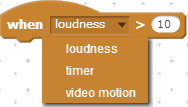 when loudness > 10
loudness
timer
video motion